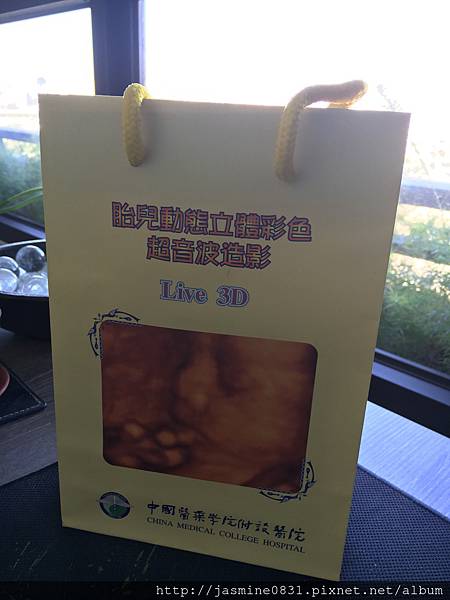 胎兒動態立體彩色
超音波造影
Live 3D
中國醫藥學院附設醫院
CHINA MEDICAL COLLEGE HOSPITAL
http://jasmine0831.pixnet.net/album